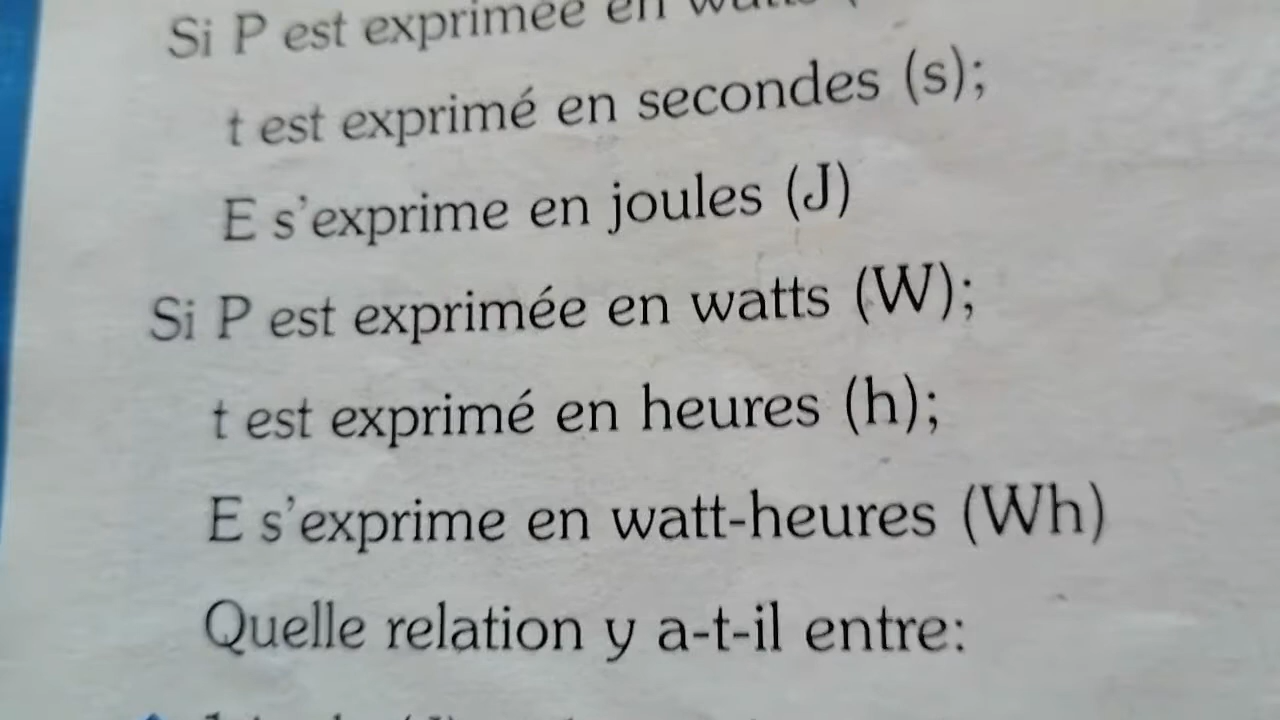 Si P est exprimée en
t est exprimé en secondes (s);
E s'exprime en joules (J)
Si P est exprimée en watts (W);
t est exprimé en heures (h);
E s'exprime en watt-heures (Wh)
Quelle relation y a-t-il entre: